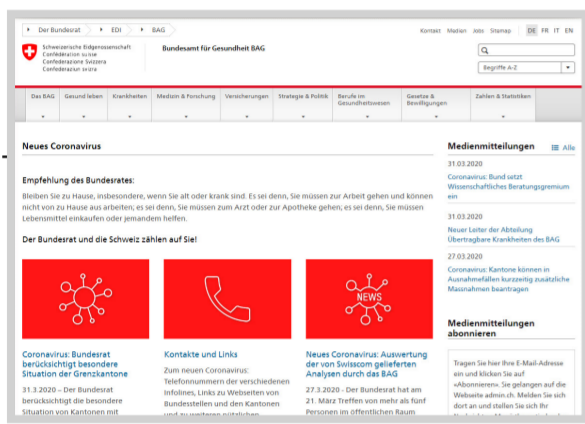 Der Bundesrat EDI BAG
Kontakt Medien Jobs Sitemap DE FR IT EN
Schweizerische Eidgenossenschaft
Confédération suisse
Confederazione Svizzera
Confederaziun svizra
Bundesamt für Gesundheit BAG
Begriffe A-Z
Das BAG Gesund leben Krankheiten Medizin & Forschung Versicherungen Strategie & Politik Berufe im Gesundheitswesen Gesetze & Bewilligungen Zahlen & Statistiken
Neues Coronavirus
Empfehlung des Bundesrates:
Bleiben Sie zu Hause, insbesondere, wenn Sie alt oder krank sind. Es sei denn, Sie müssen zur Arbeit gehen und können
nicht von zu Hause aus arbeiten; es sei denn, Sie müssen zum Arzt oder zur Apotheke gehen; es sei denn, Sie müssen
Lebensmittel einkaufen oder jemandem helfen.
Der Bundesrat und die Schweiz zählen auf Sie!
NEWS
Coronavirus: Bundesrat
berücksichtigt besondere
Situation der Grenzkantone
31.3.2020 – Der Bundesrat
berücksichtigt die besondere
Situation von Kantonen mit
Kontakte und Links
Zum neuen Coronavirus:
Telefonnummern der verschiedenen
Infolines, Links zu Webseiten von
Bundesstellen und den Kantonen
und zu weiteren nützlichen
Neues Coronavirus: Auswertung
der von Swisscom gelieferten
Analysen durch das BAG
27.3.2020 - Der Bundesrat hat am
21. März Treffen von mehr als fünf
Personen im öffentlichen Raum
Medienmitteilungen Alle
31.03.2020
Coronavirus: Bund setzt
Wissenschaftliches Beratungsgremium
ein
31.03.2020
Neuer Leiter der Abteilung
Übertragbare Krankheiten des BAG
27.03.2020
Coronavirus: Kantone können in
Ausnahmefällen kurzzeitig zusätzliche
Massnahmen beantragen
Medienmitteilungen
abonnieren
Tragen Sie hier Ihre E-Mail-Adresse
ein und klicken Sie auf
«Abonnieren». Sie gelangen auf die
Webseite admin.ch. Melden Sie sich
dort an und stellen Sie sich Ihr